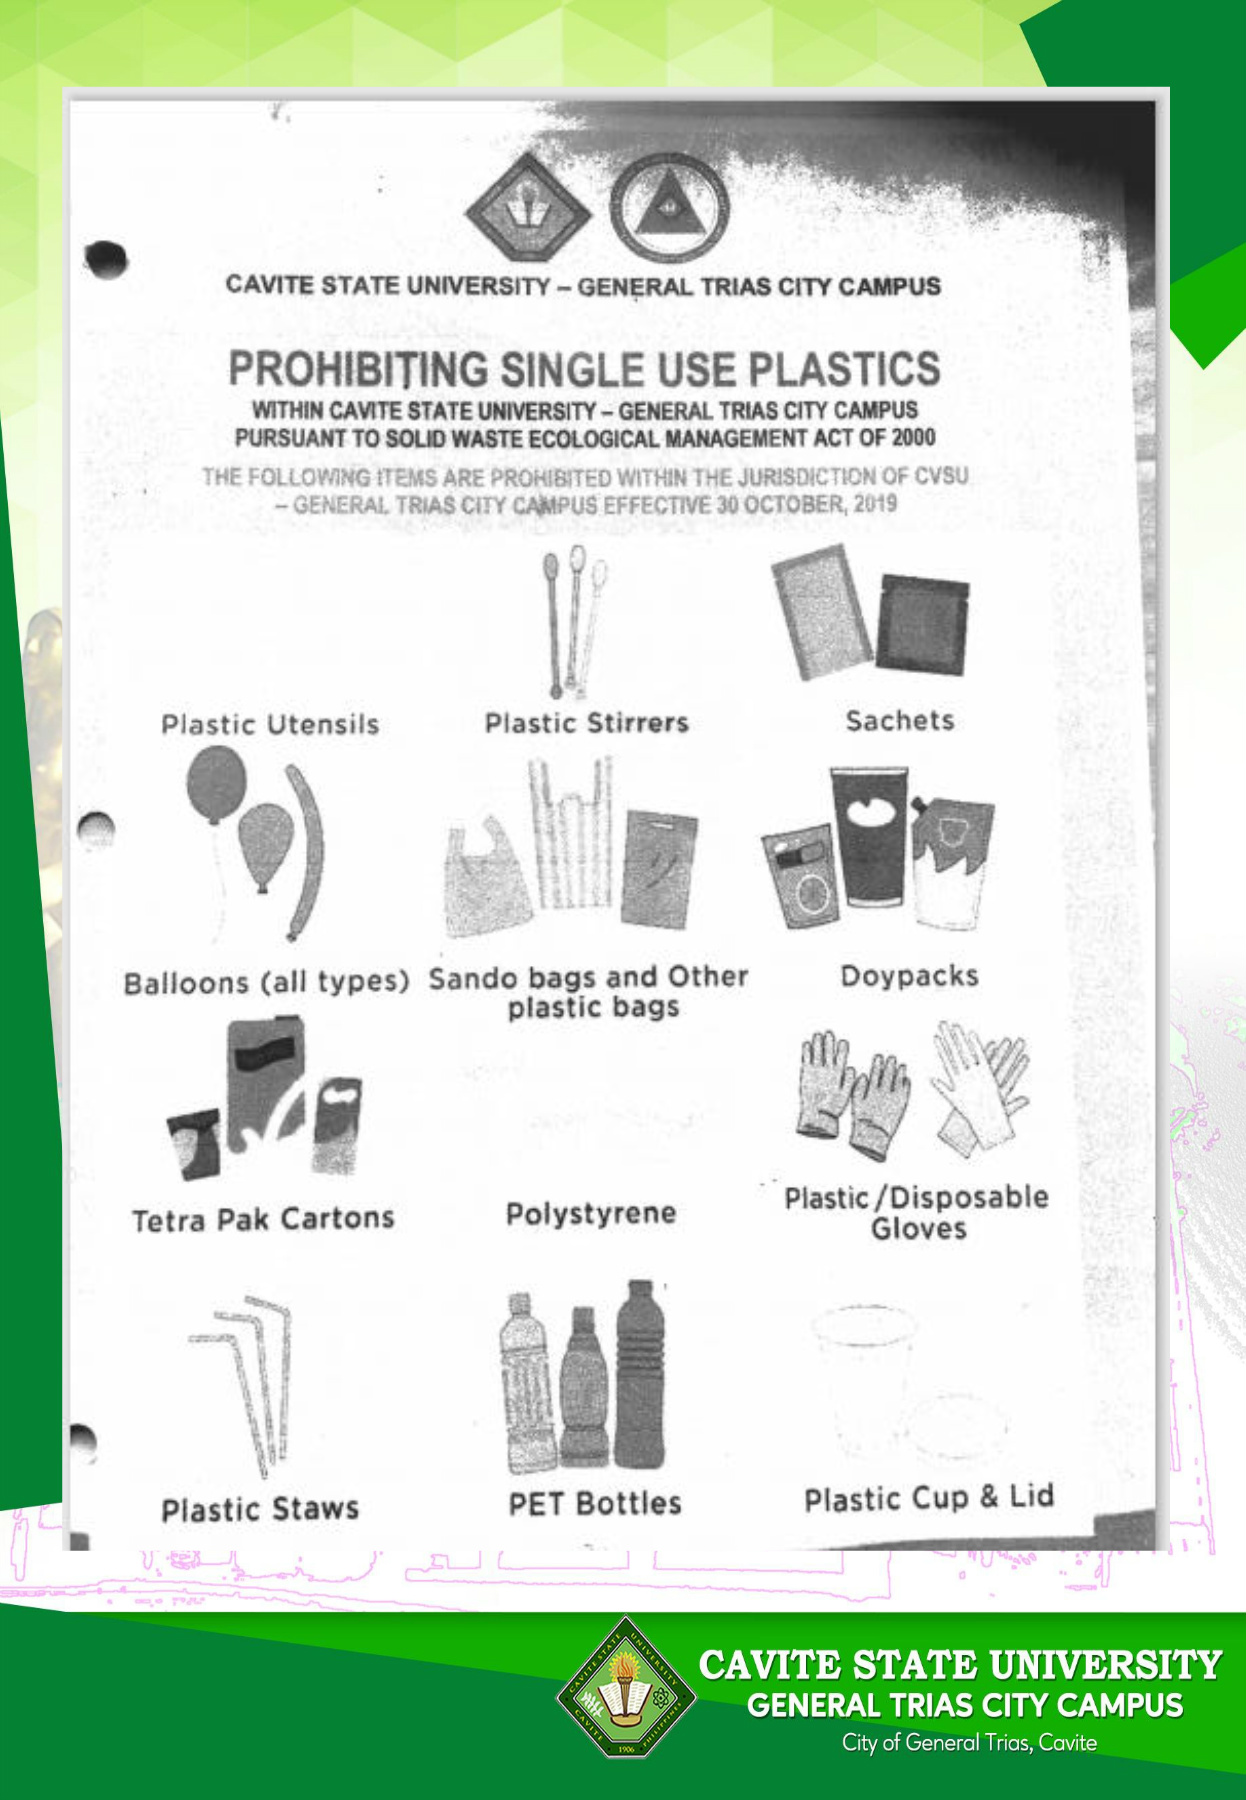 CAVITE STATE UNIVERSITY – GENERAL TRIAS CITY CAMPUS
PROHIBITING SINGLE USE PLASTICS
WITHIN CAVITE STATE UNIVERSITY – GENERAL TRIAS CITY CAMPUS
PURSUANT TO SOLID WASTE ECOLOGICAL MANAGEMENT ACT OF 2000
THE FOLLOWING ITEMS ARE PROHIBITED WITHIN THE JURISDICTION OF CVSU
– GENERAL TRIAS CITY CAMPUS EFFECTIVE 30 OCTOBER, 2019
Plastic Utensils
Plastic Stirrers
Sachets
Balloons (all types)
Sando bags and Other
plastic bags
Doypacks
Tetra Pak Cartons
Polystyrene
Plastic/Disposable
Gloves
Plastic Staws
PET Bottles
Plastic Cup & Lid
CAVITE STATE UNIVERSITY
CAVITE
PHILIPPINES
1906
CAVITE STATE UNIVERSITY
GENERAL TRIAS CITY CAMPUS
City of General Trias, Cavite